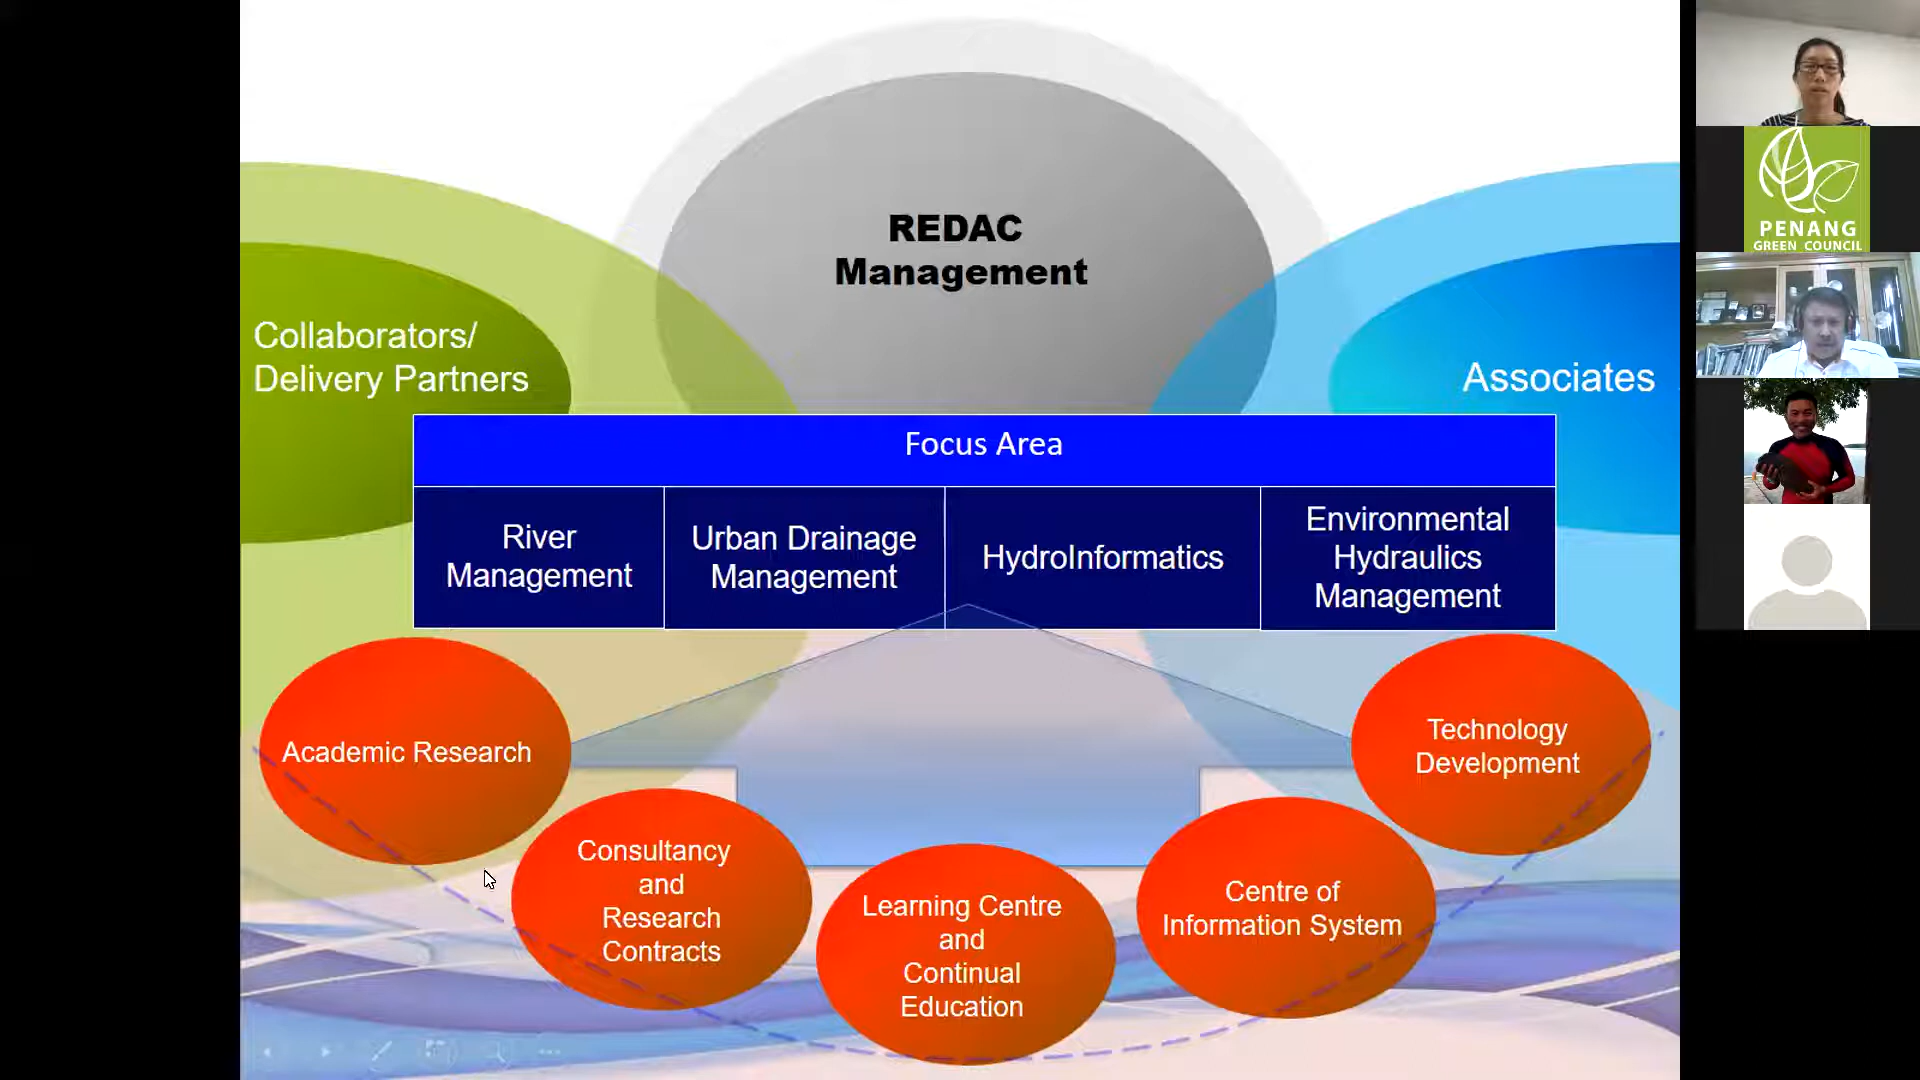 REDAC
Management
Collaborators/
Delivery Partners
Associates
Focus Area
River
Management
Urban Drainage
Management
HydroInformatics
Environmental
Hydraulics
Management
Academic Research
Consultancy
and
Research
Contracts
Learning Centre
and
Continual
Education
Centre of
Information System
Technology
Development
PENANG
GREEN COUNCIL